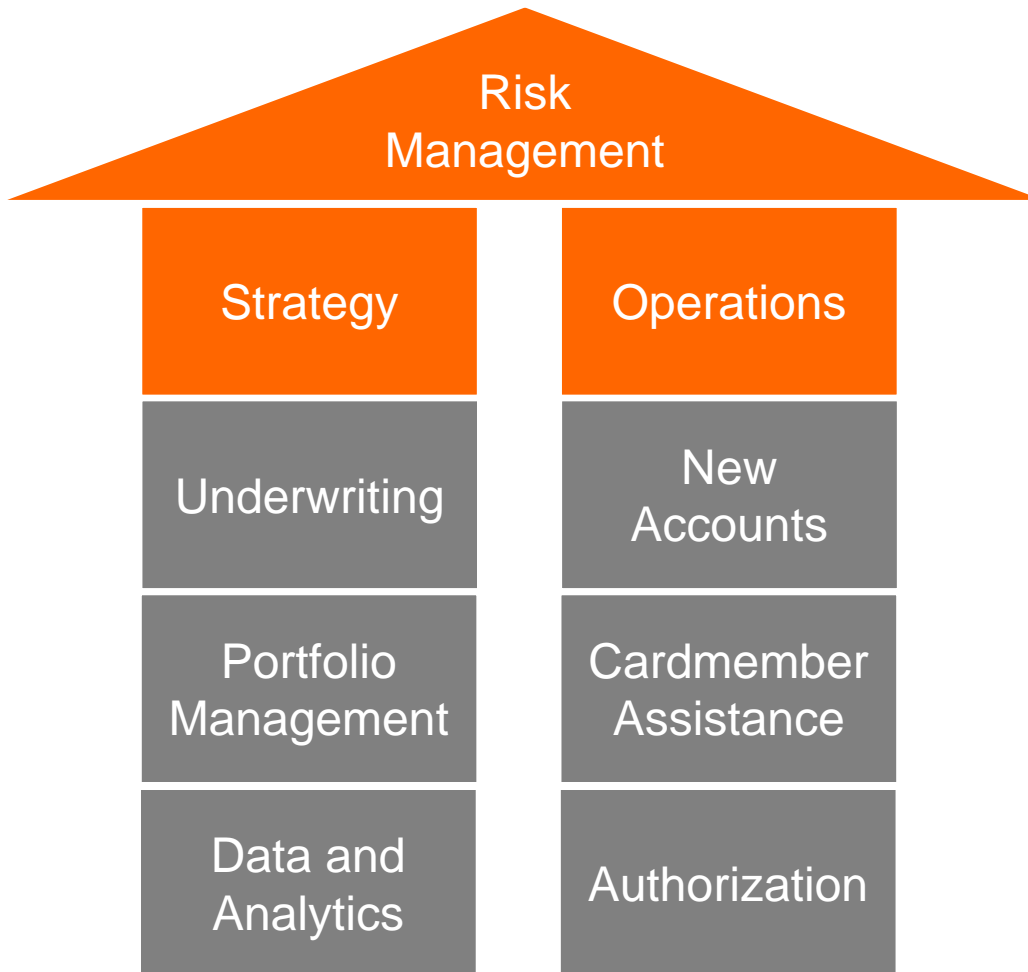 Risk
Management
Strategy
Operations
Underwriting
New
Accounts
Portfolio
Management
Cardmember
Assistance
Data and
Analytics
Authorization